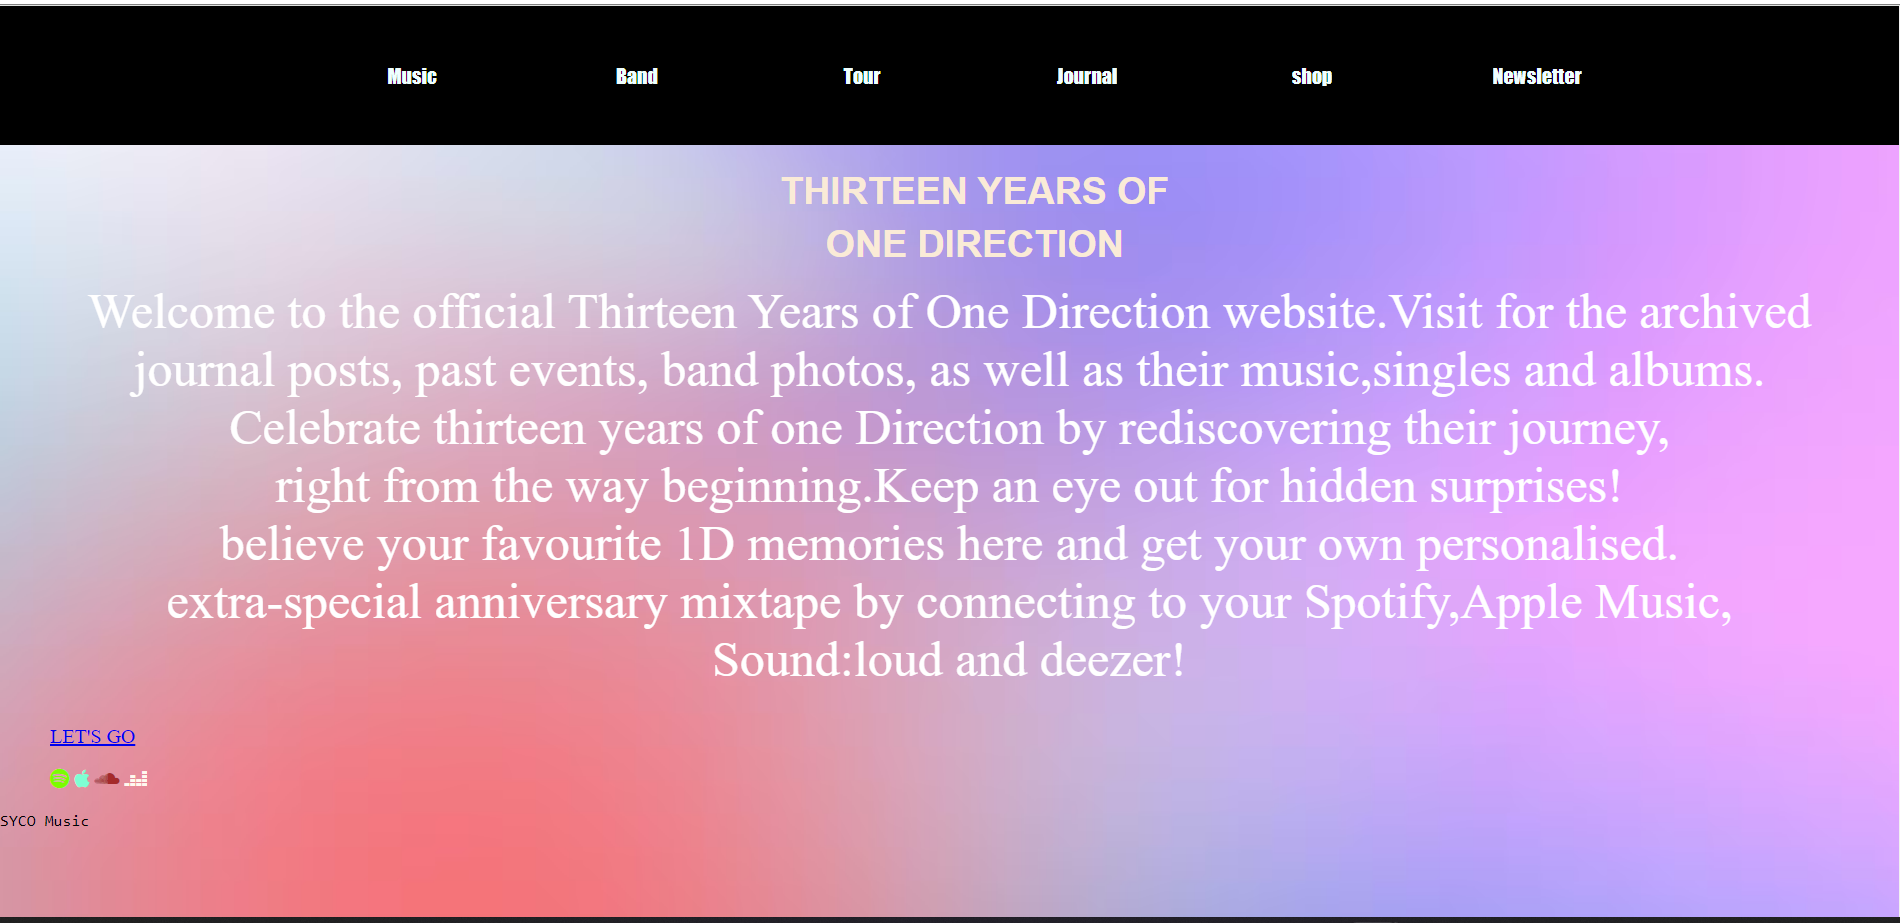 Music Band Tour Journal shop Newsletter
THIRTEEN YEARS OF
ONE DIRECTION
Welcome to the official Thirteen Years of One Direction website.Visit for the archived
journal posts, past events, band photos, as well as their music,singles and albums.
Celebrate thirteen years of one Direction by rediscovering their journey,
right from the way beginning.Keep an eye out for hidden surprises!
believe your favourite 1D memories here and get your own personalised.
extra-special anniversary mixtape by connecting to your Spotify,Apple Music,
Sound:loud and deezer!
LET'S GO
SYCO Music